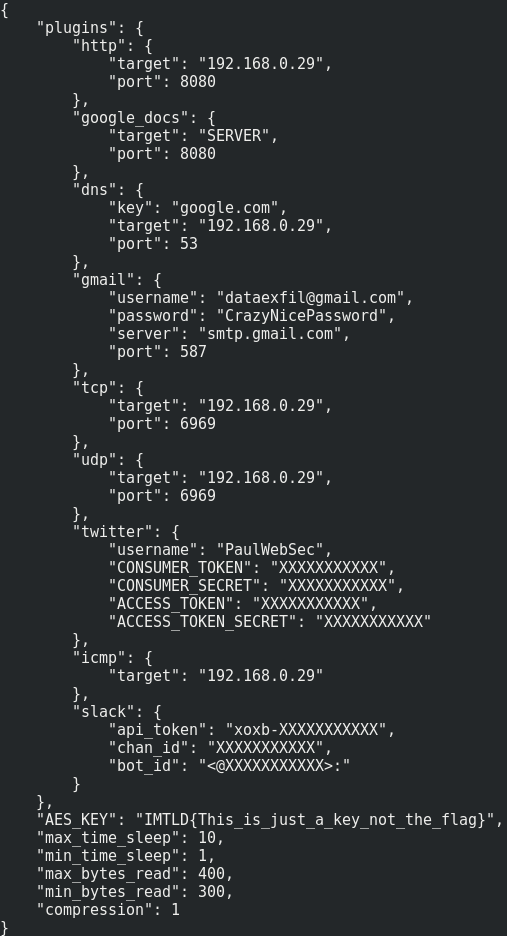 {
    "plugins": {
        "http": {
            "target": "192.168.0.29",
            "port": 8080
        },
        "google_docs": {
            "target": "SERVER",
            "port": 8080
        },
        "dns": {
            "key": "google.com",
            "target": "192.168.0.29",
            "port": 53
        },
        "gmail": {
            "username": "dataexfil@gmail.com",
            "password": "CrazyNicePassword",
            "server": "smtp.gmail.com",
            "port": 587
        },
        "tcp": {
            "target": "192.168.0.29",
            "port": 6969
        },
        "udp": {
            "target": "192.168.0.29",
            "port": 6969
        },
        "twitter": {
            "username": "PaulWebSec",
            "CONSUMER_TOKEN": "XXXXXXXXXXX",
            "CONSUMER_SECRET": "XXXXXXXXXXX",
            "ACCESS_TOKEN": "XXXXXXXXXXX",
            "ACCESS_TOKEN_SECRET": "XXXXXXXXXXX"
        },
        "icmp": {
            "target": "192.168.0.29"
        },
        "slack": {
            "api_token": "xoxb-XXXXXXXXXXX",
            "chan_id": "XXXXXXXXXXX",
            "bot_id": "<@XXXXXXXXXXX>:"
        }
    },
    "AES_KEY": "IMTLD{This_is_just_a_key_not_the_flag}",
    "max_time_sleep": 10,
    "min_time_sleep": 1,
    "max_bytes_read": 400,
    "min_bytes_read": 300,
    "compression": 1
}